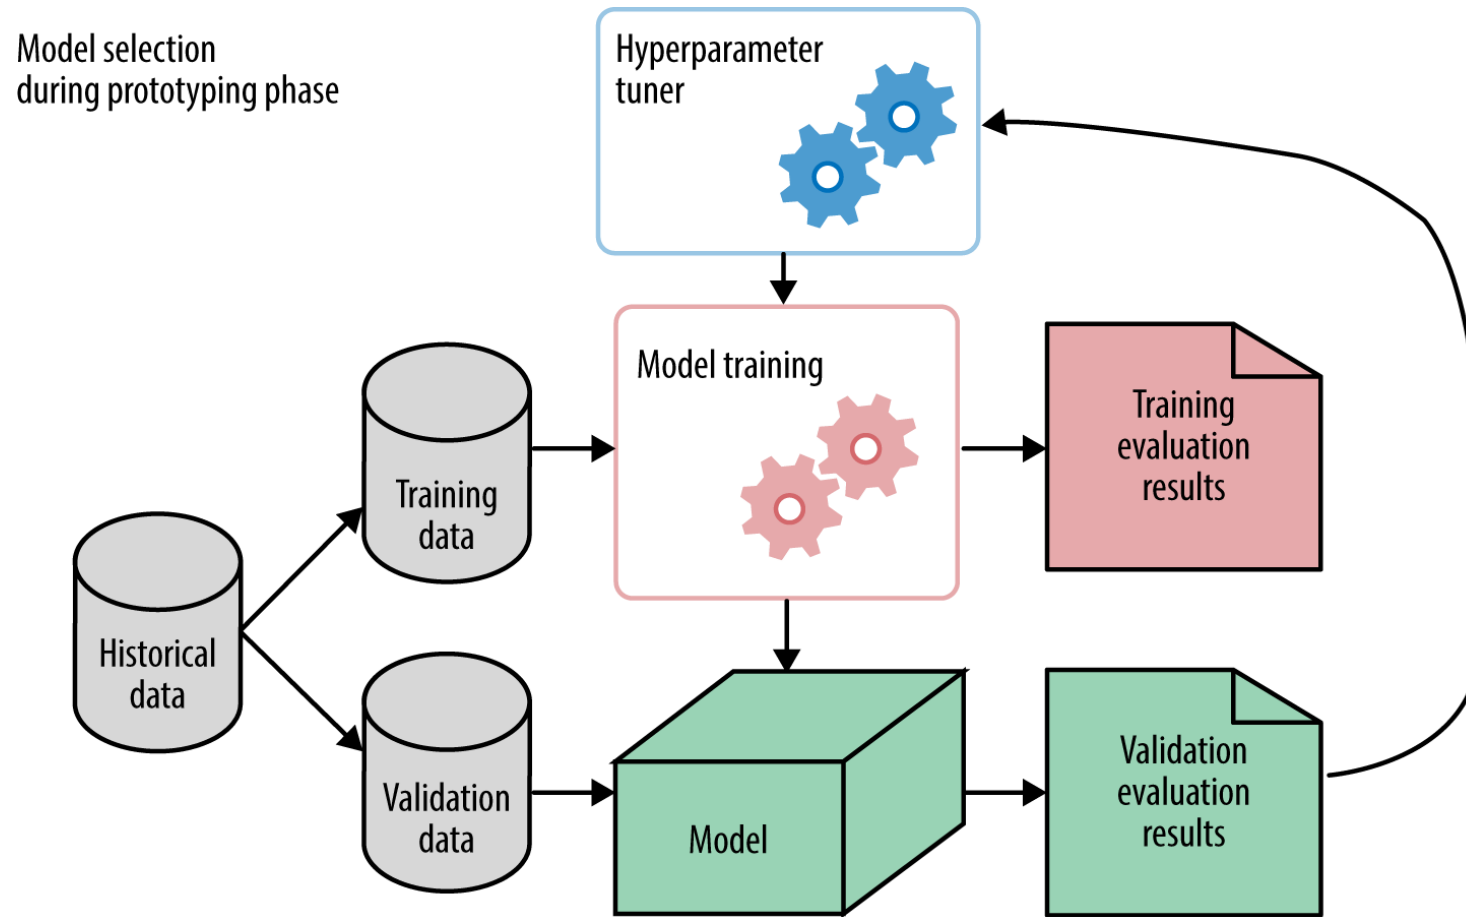 Model selection
during prototyping phase
Hyperparameter
tuner
Model training
Training
evaluation
results
Training
data
Historical
data
Validation
data
Model
Validation
evaluation
results